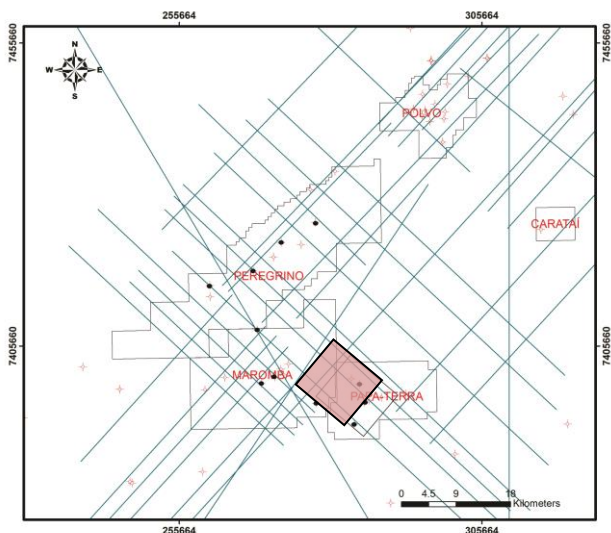 255664 305664
7455660 7455660
N
W E
S
POLVO
CARATAÍ
PEREGRINO
7405660 7405660
MAROMBA
PAPA-TERRA
0 4.5 9 18
Kilometers
255664 305664